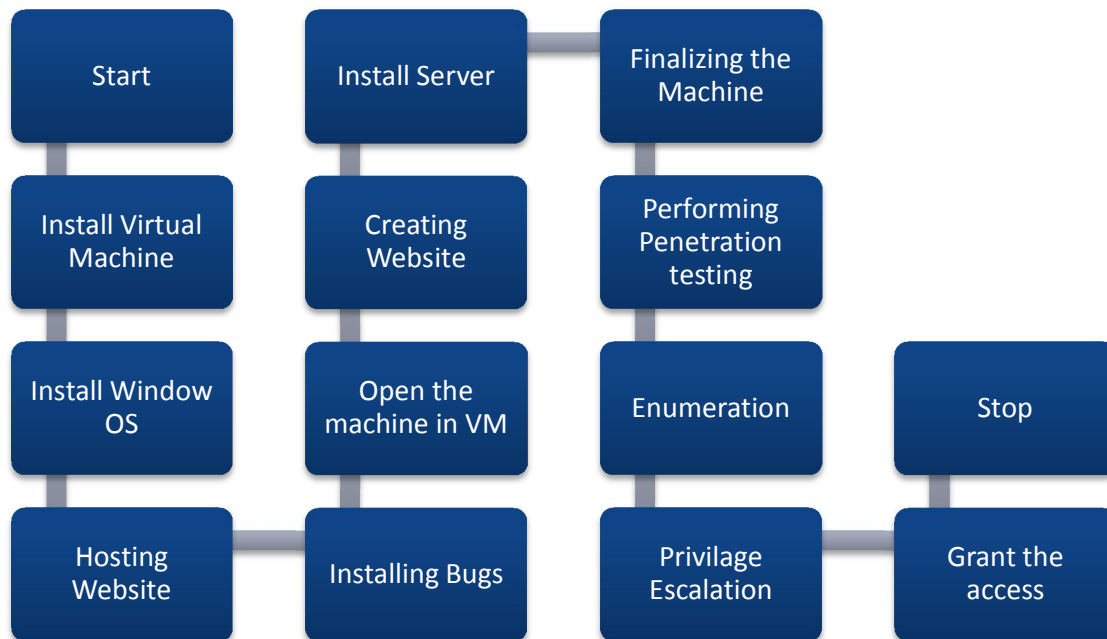 Start
Install Virtual
Machine
Install Window
OS
Hosting
Website
Installing Bugs
Open the
machine in VM
Creating
Website
Install Server
Finalizing the
Machine
Performing
Penetration
testing
Enumeration
Privilage
Escalation
Grant the
access
Stop